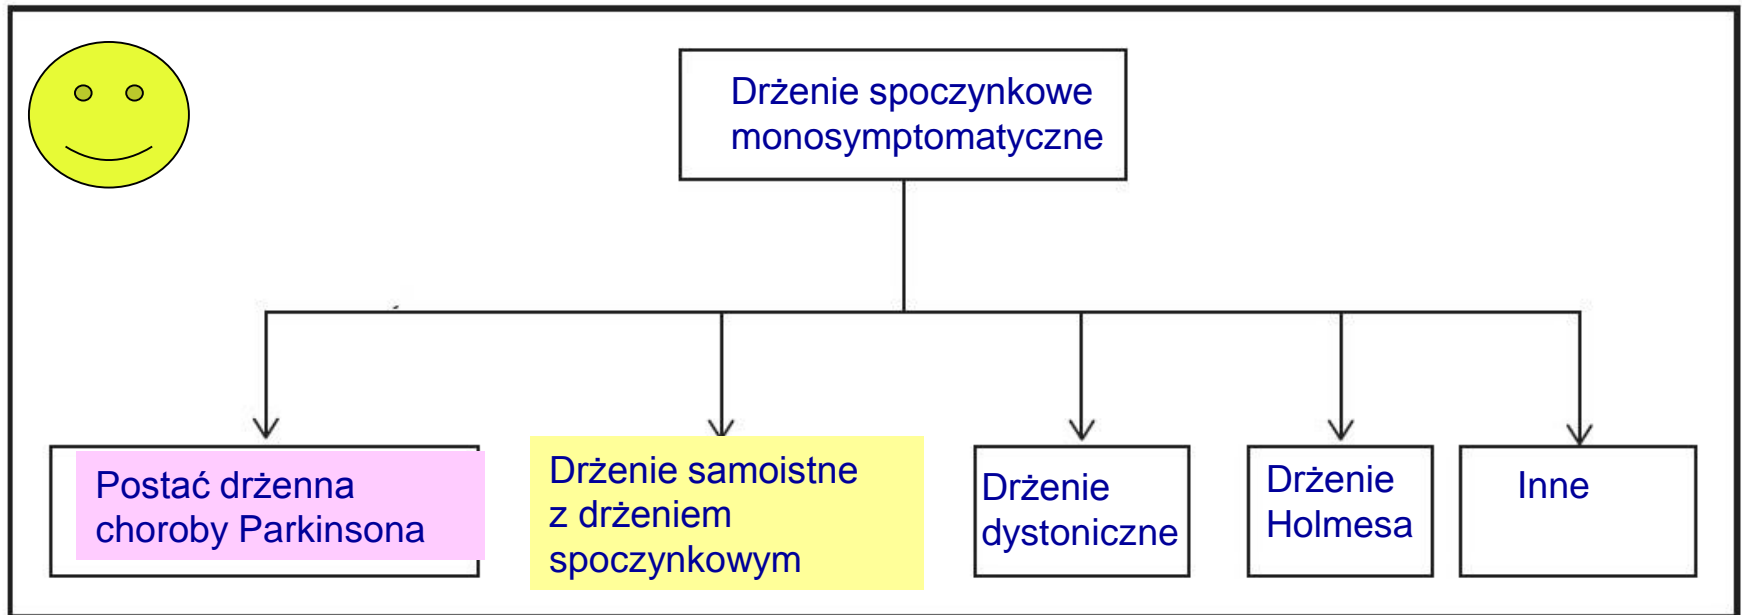 Drżenie spoczynkowe
monosymptomatyczne
Postać drżenna
choroby Parkinsona
Drżenie samoistne
z drżeniem
spoczynkowym
Drżenie
dystoniczne
Drżenie
Holmesa
Inne